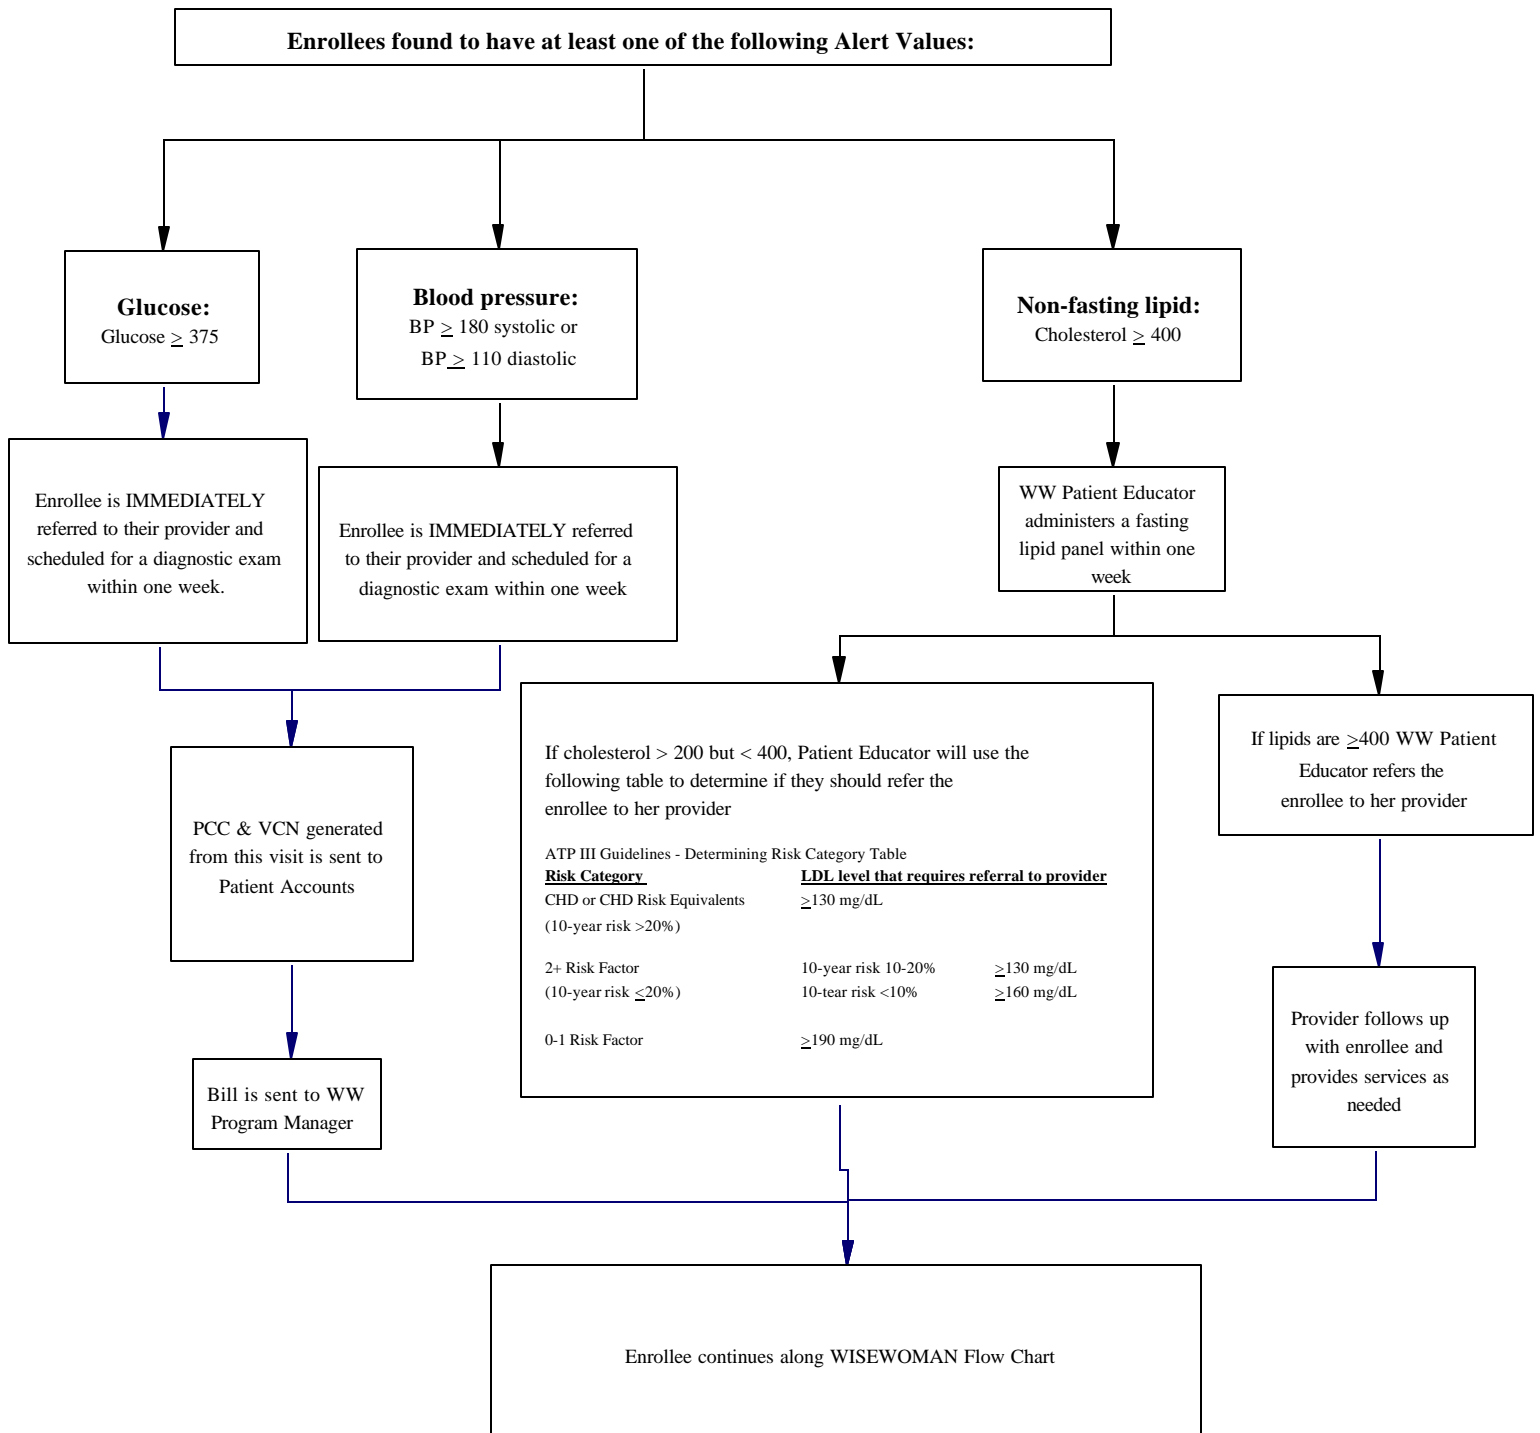 Enrollees found to have at least one of the following Alert Values:
Glucose:
Glucose ≥ 375
Blood pressure:
BP ≥ 180 systolic or
BP ≥ 110 diastolic
Non-fasting lipid:
Cholesterol ≥ 400
Enrollee is IMMEDIATELY
referred to their provider and
scheduled for a diagnostic exam
within one week.
Enrollee is IMMEDIATELY referred
to their provider and scheduled for a
diagnostic exam within one week
WW Patient Educator
administers a fasting
lipid panel within one
week
PCC & VCN generated
from this visit is sent to
Patient Accounts
Bill is sent to WW
Program Manager
If cholesterol > 200 but < 400, Patient Educator will use the
following table to determine if they should refer the
enrollee to her provider
ATP III Guidelines - Determining Risk Category Table
Risk Category LDL level that requires referral to provider
CHD or CHD Risk Equivalents ≥130 mg/dL
(10-year risk >20%)
2+ Risk Factor 10-year risk 10-20% ≥130 mg/dL
(10-year risk ≤20%) 10-tear risk <10% ≥160 mg/dL
0-1 Risk Factor ≥190 mg/dL
If lipids are ≥400 WW Patient
Educator refers the
enrollee to her provider
Provider follows up
with enrollee and
provides services as
needed
Enrollee continues along WISEWOMAN Flow Chart